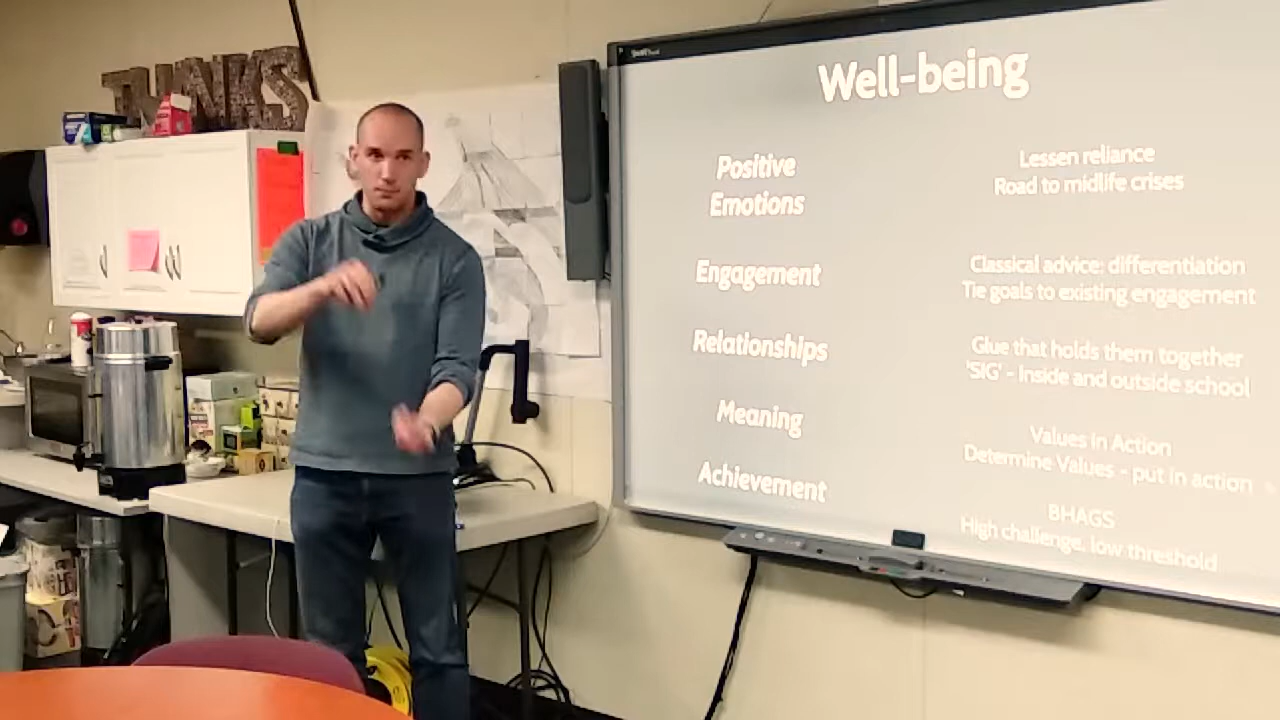 THINKS
Well-being
Positive
Emotions
Lessen reliance
Road to midlife crises
Engagement
Classical advice: differentiation
Tie goals to existing engagement
Relationships
Glue that holds them together
'SIG' - Inside and outside school
Meaning
Values in Action
Determine Values - put in action
Achievement
BHAGS
High challenge, low threshold